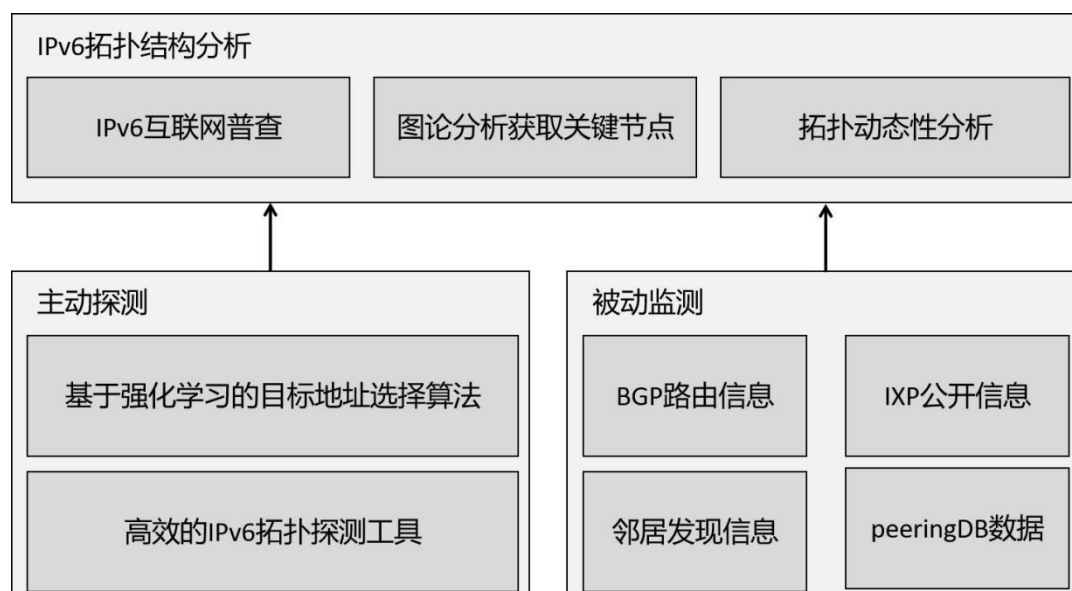 IPv6拓扑结构分析
IPv6互联网普查
图论分析获取关键节点
拓扑动态性分析
主动探测
基于强化学习的目标地址选择算法
高效的IPv6拓扑探测工具
被动监测
BGP路由信息
IXP公开信息
邻居发现信息
peeringDB数据